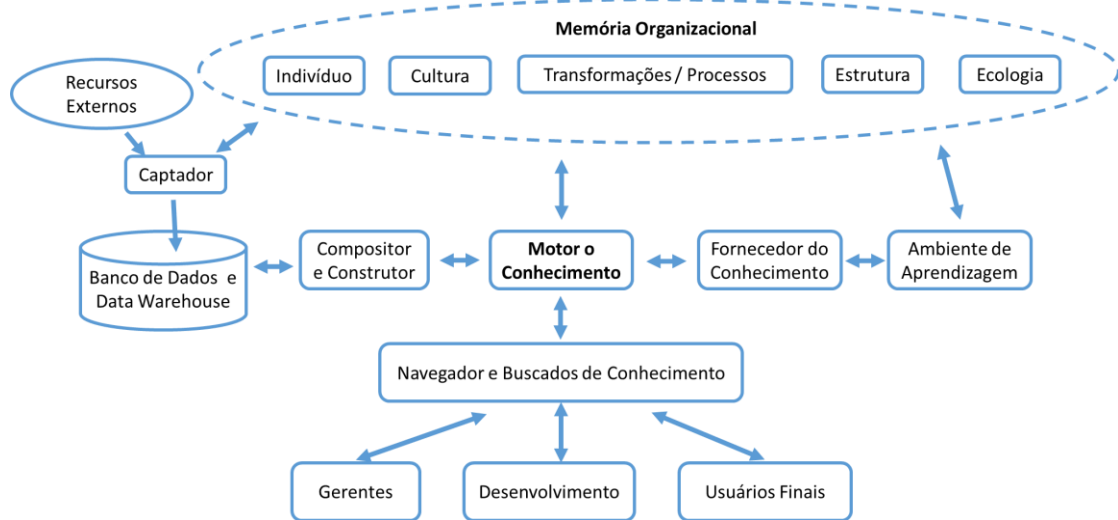 Memória Organizacional
Indivíduo
Cultura
Transformações / Processos
Estrutura
Ecologia
Recursos
Externos
Captador
Banco de Dados e
Data Warehouse
Compositor
e Construtor
Motor o
Conhecimento
Fornecedor do
Conhecimento
Ambiente de
Aprendizagem
Navegador e Buscados de Conhecimento
Gerentes
Desenvolvimento
Usuários Finais